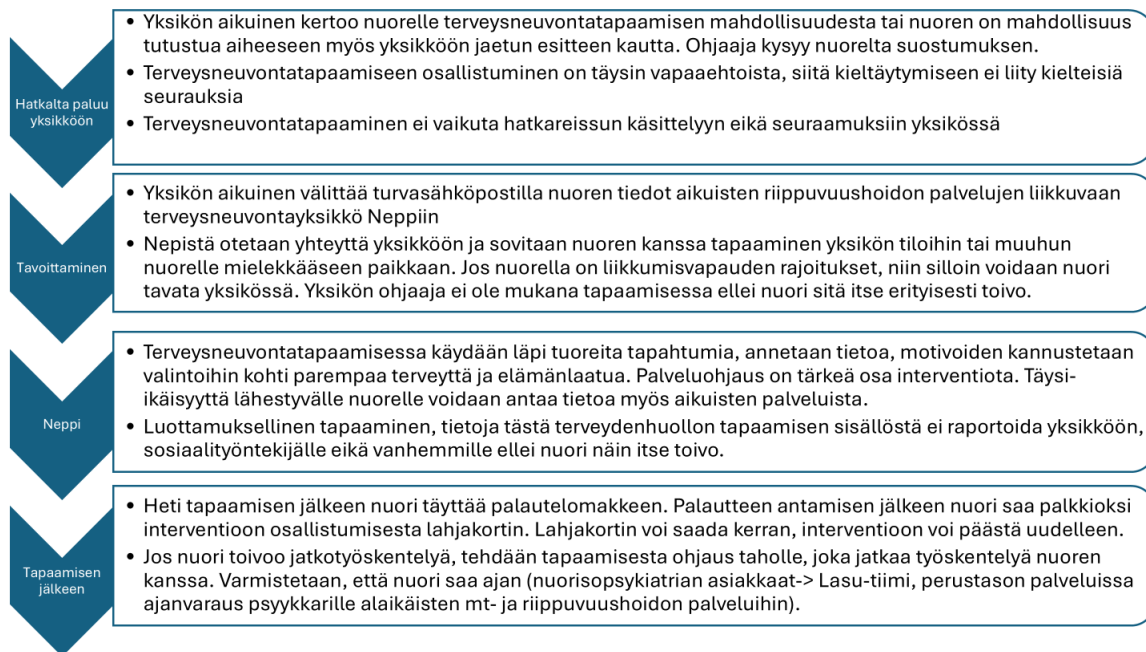 Hatkalta paluu
yksikköön
• Yksikön aikuinen kertoo nuorelle terveysneuvontatapaamisen mahdollisuudesta tai nuoren on mahdollisuus
tutustua aiheeseen myös yksikköön jaetun esitteen kautta. Ohjaaja kysyy nuorelta suostumuksen.
• Terveysneuvontatapaamiseen osallistuminen on täysin vapaaehtoista, siitä kieltäytymiseen ei liity kielteisiä
seurauksia
• Terveysneuvontatapaaminen ei vaikuta hatkareissun käsittelyyn eikä seuraamuksiin yksikössä
Tavoittaminen
• Yksikön aikuinen välittää turvasähköpostilla nuoren tiedot aikuisten riippuvuushoidon palvelujen liikkuvaan
terveysneuvontayksikkö Neppiin
• Nepistä otetaan yhteyttä yksikköön ja sovitaan nuoren kanssa tapaaminen yksikön tiloihin tai muuhun
nuorelle mielekkääseen paikkaan. Jos nuorella on liikkumisvapauden rajoitukset, niin silloin voidaan nuori
tavata yksikössä. Yksikön ohjaaja ei ole mukana tapaamisessa ellei nuori sitä itse erityisesti toivo.
Neppi
• Terveysneuvontatapaamisessa käydään läpi tuoreita tapahtumia, annetaan tietoa, motivoiden kannustetaan
valintoihin kohti parempaa terveyttä ja elämänlaatua. Palveluohjaus on tärkeä osa interventiota. Täysi-
ikäisyyttä lähestyvälle nuorelle voidaan antaa tietoa myös aikuisten palveluista.
• Luottamuksellinen tapaaminen, tietoja tästä terveydenhuollon tapaamisen sisällöstä ei raportoida yksikköön,
sosiaalityöntekijälle eikä vanhemmille ellei nuori näin itse toivo.
Tapaamisen
jälkeen
• Heti tapaamisen jälkeen nuori täyttää palautelomakkeen. Palautteen antamisen jälkeen nuori saa palkkioksi
interventioon osallistumisesta lahjakortin. Lahjakortin voi saada kerran, interventioon voi päästä uudelleen.
• Jos nuori toivoo jatkotyöskentelyä, tehdään tapaamisesta ohjaus taholle, joka jatkaa työskentelyä nuoren
kanssa. Varmistetaan, että nuori saa ajan (nuorisopsykiatrian asiakkaat-> Lasu-tiimi, perustason palveluissa
ajanvaraus psyykkarille alaikäisten mt- ja riippuvuushoidon palveluihin).